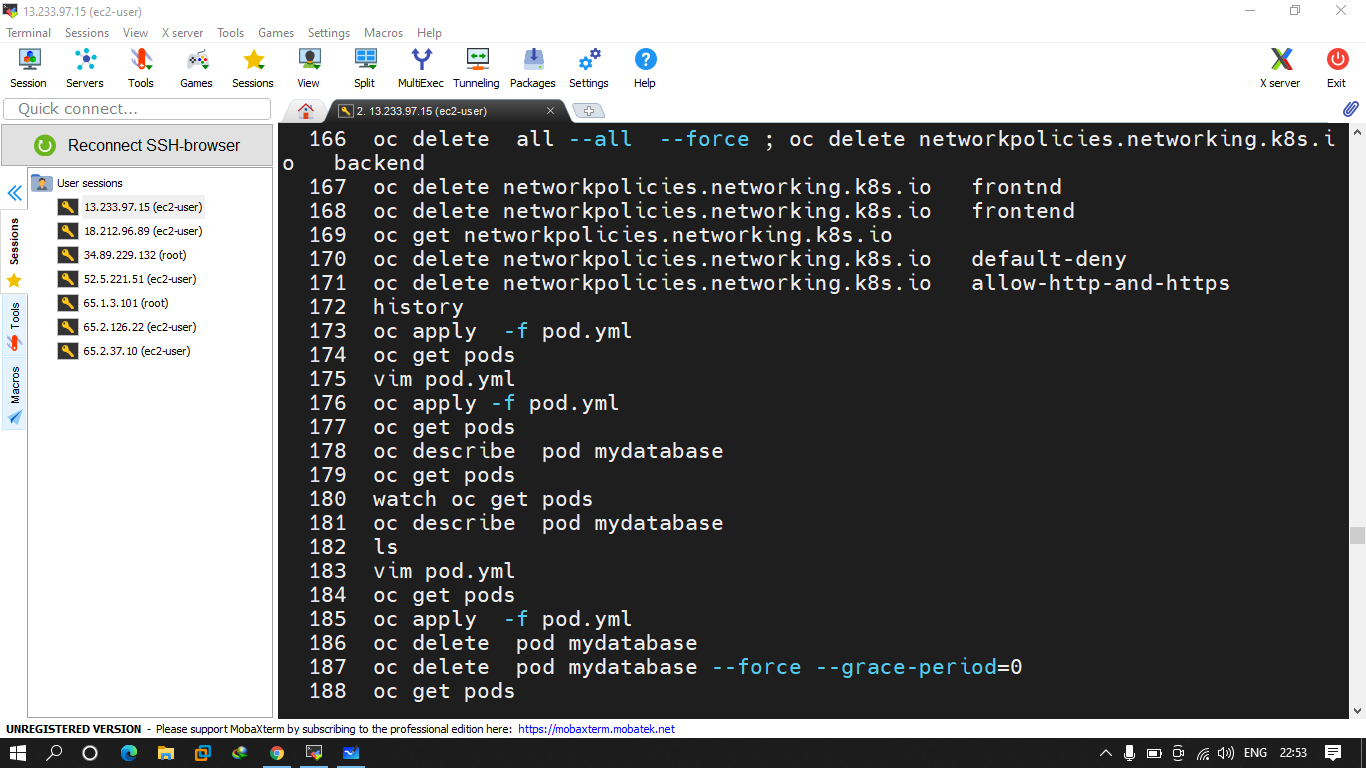 13.233.97.15 (ec2-user)
Terminal Sessions View X server Tools Games Settings Macros Help
Session Servers Tools Games Sessions View Split MultiExec Tunneling Packages Settings Help X server Exit
Quick connect...
2. 13.233.97.15 (ec2-user)
Reconnect SSH-browser
User sessions
13.233.97.15 (ec2-user)
18.212.96.89 (ec2-user)
34.89.229.132 (root)
52.5.221.51 (ec2-user)
65.1.3.101 (root)
65.2.126.22 (ec2-user)
65.2.37.10 (ec2-user)
Sessions
Tools
Macros
166 oc delete all --all --force ; oc delete networkpolicies.networking.k8s.i
o backend
167 oc delete networkpolicies.networking.k8s.io frontnd
168 oc delete networkpolicies.networking.k8s.io frontend
169 oc get networkpolicies.networking.k8s.io
170 oc delete networkpolicies.networking.k8s.io default-deny
171 oc delete networkpolicies.networking.k8s.io allow-http-and-https
172 history
173 oc apply -f pod.yml
174 oc get pods
175 vim pod.yml
176 oc apply -f pod.yml
177 oc get pods
178 oc describe pod mydatabase
179 oc get pods
180 watch oc get pods
181 oc describe pod mydatabase
182 ls
183 vim pod.yml
184 oc get pods
185 oc apply -f pod.yml
186 oc delete pod mydatabase
187 oc delete pod mydatabase --force --grace-period=0
188 oc get pods
UNREGISTERED VERSION - Please support MobaXterm by subscribing to the professional edition here: https://mobaxterm.mobatek.net
ENG 22:53